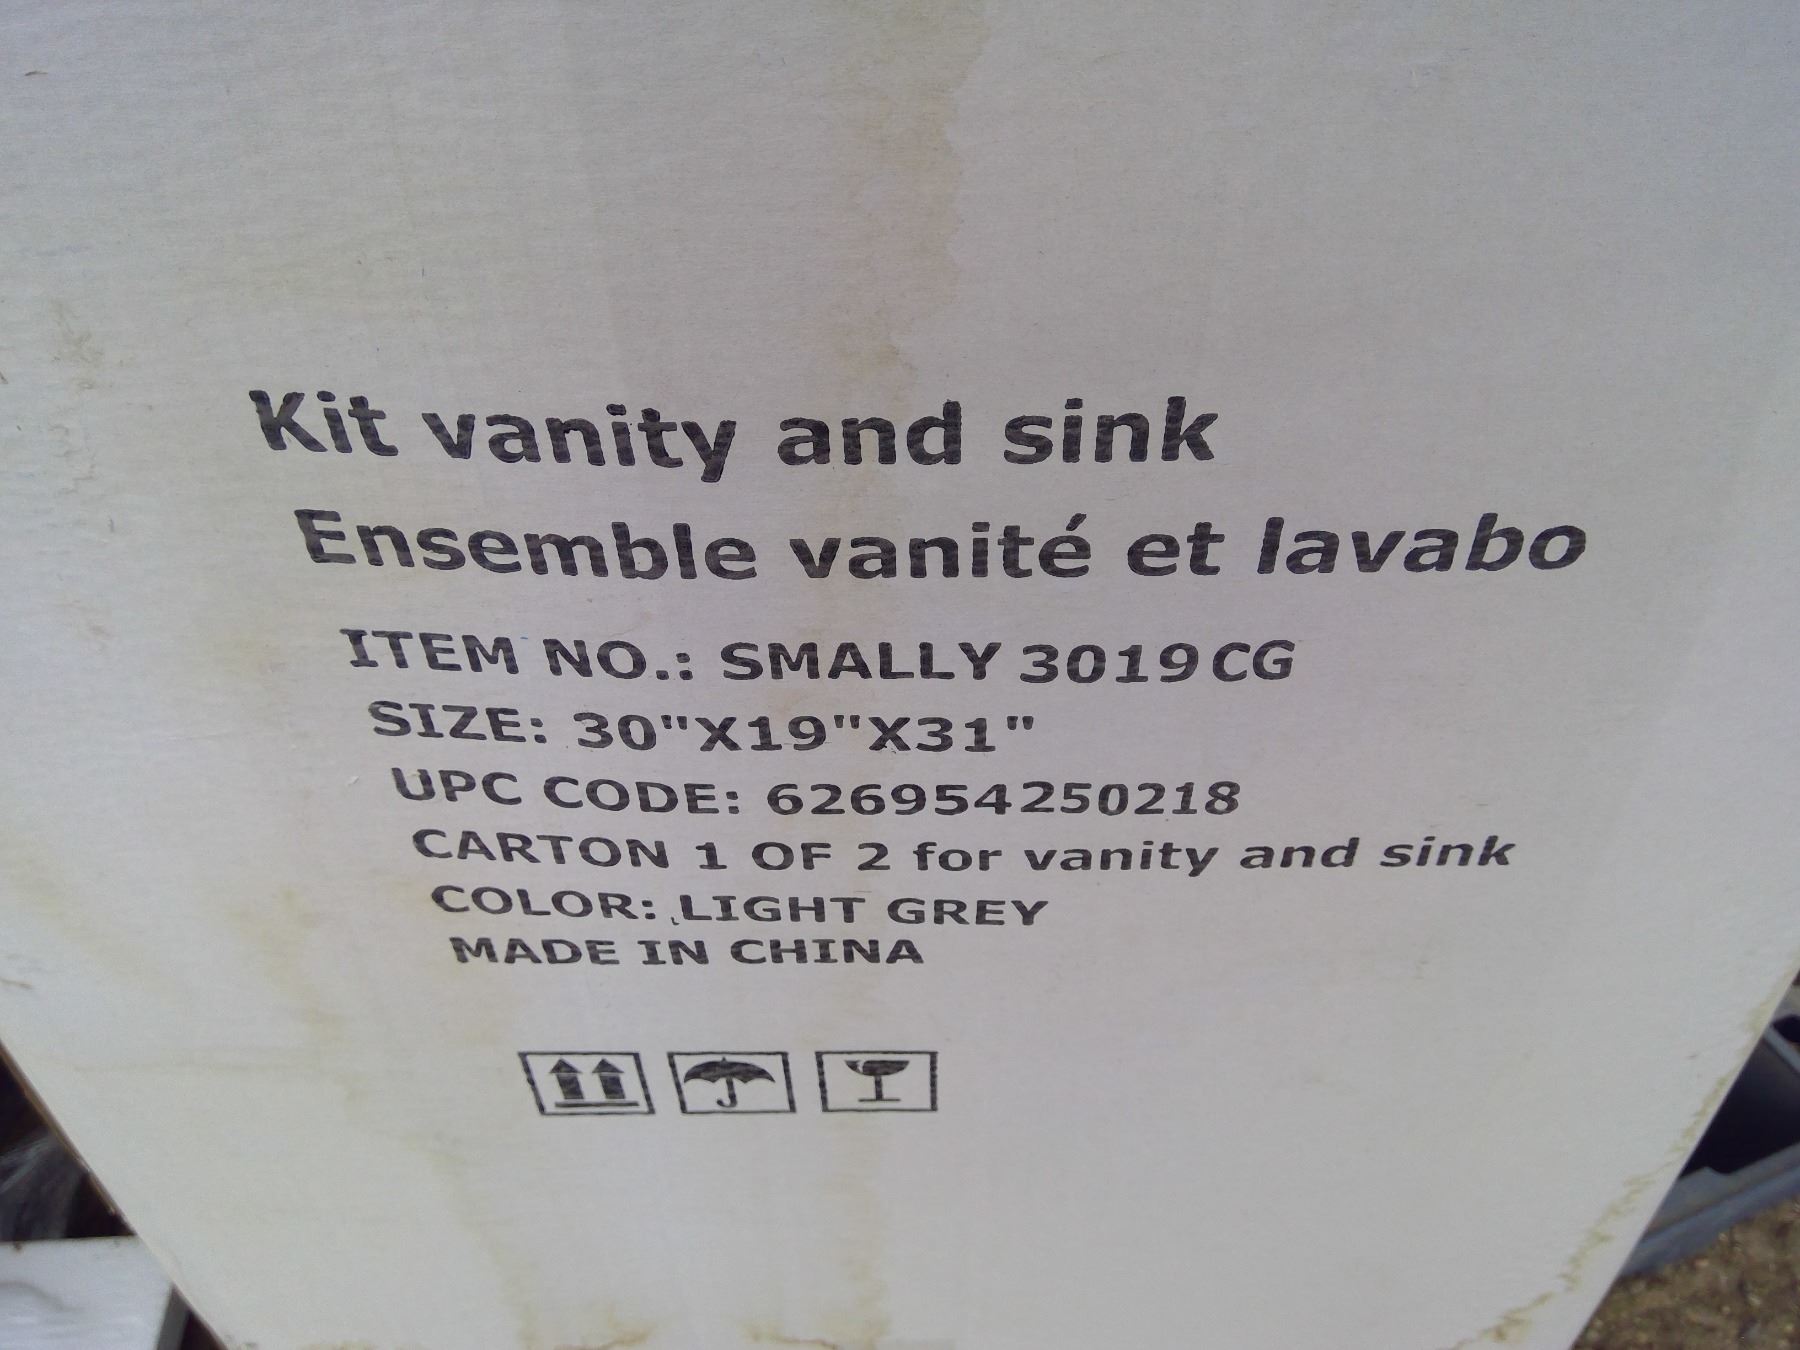 Kit vanity and sink
Ensemble vanité et lavabo
ITEM NO.: SMALLY 3019CG
SIZE: 30"X19"X31"
UPC CODE: 626954250218
CARTON 1 OF 2 for vanity and sink
COLOR: LIGHT GREY
MADE IN CHINA